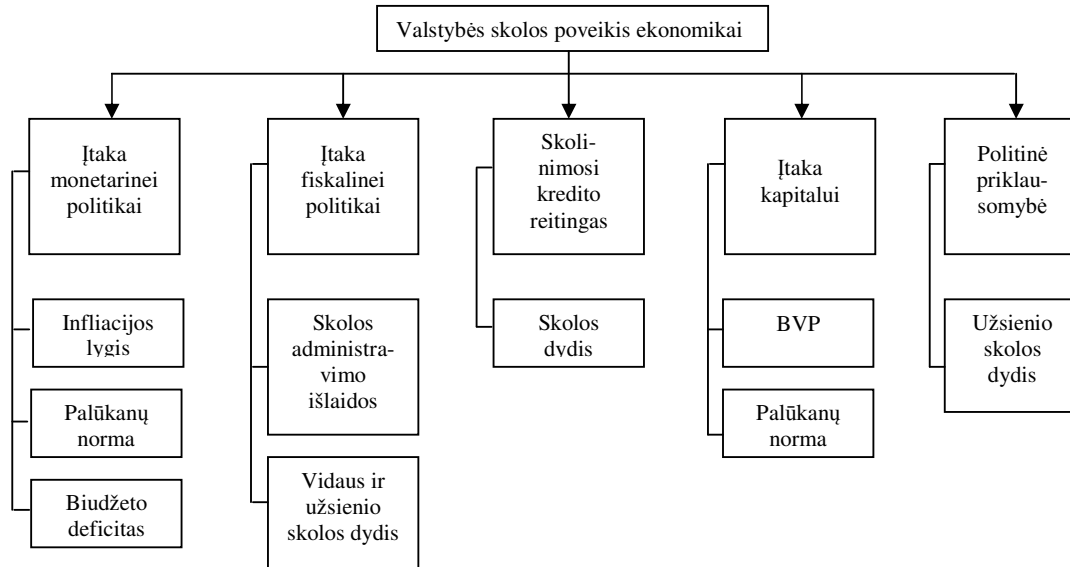 Valstybės skolos poveikis ekonomikai
Įtaka
monetarinei
politikai
Infliacijos
lygis
Palūkanų
norma
Biudžeto
deficitas
Įtaka
fiskalinei
politikai
Skolos
administra-
vimo
išlaidos
Vidaus ir
užsienio
skolos dydis
Skoli-
nimosi
kredito
reitingas
Skolos
dydis
Įtaka
kapitalui
BVP
Palūkanų
norma
Politinė
priklau-
somybė
Užsienio
skolos
dydis